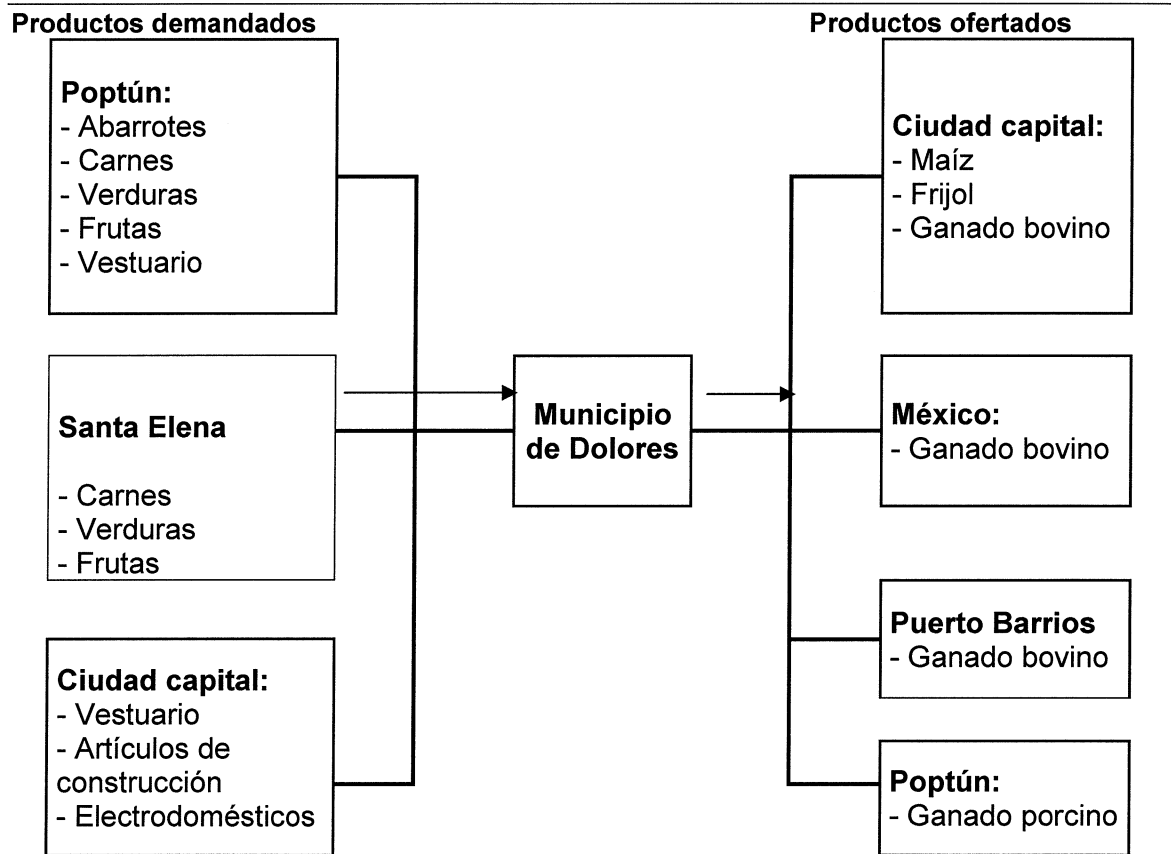 Productos demandados
Productos ofertados
Poptún:
- Abarrotes
- Carnes
- Verduras
- Frutas
- Vestuario
Santa Elena
- Carnes
- Verduras
- Frutas
Ciudad capital:
- Vestuario
- Artículos de
construcción
- Electrodomésticos
Municipio
de Dolores
Ciudad capital:
- Maíz
- Frijol
- Ganado bovino
México:
- Ganado bovino
Puerto Barrios
- Ganado bovino
Poptún:
- Ganado porcino